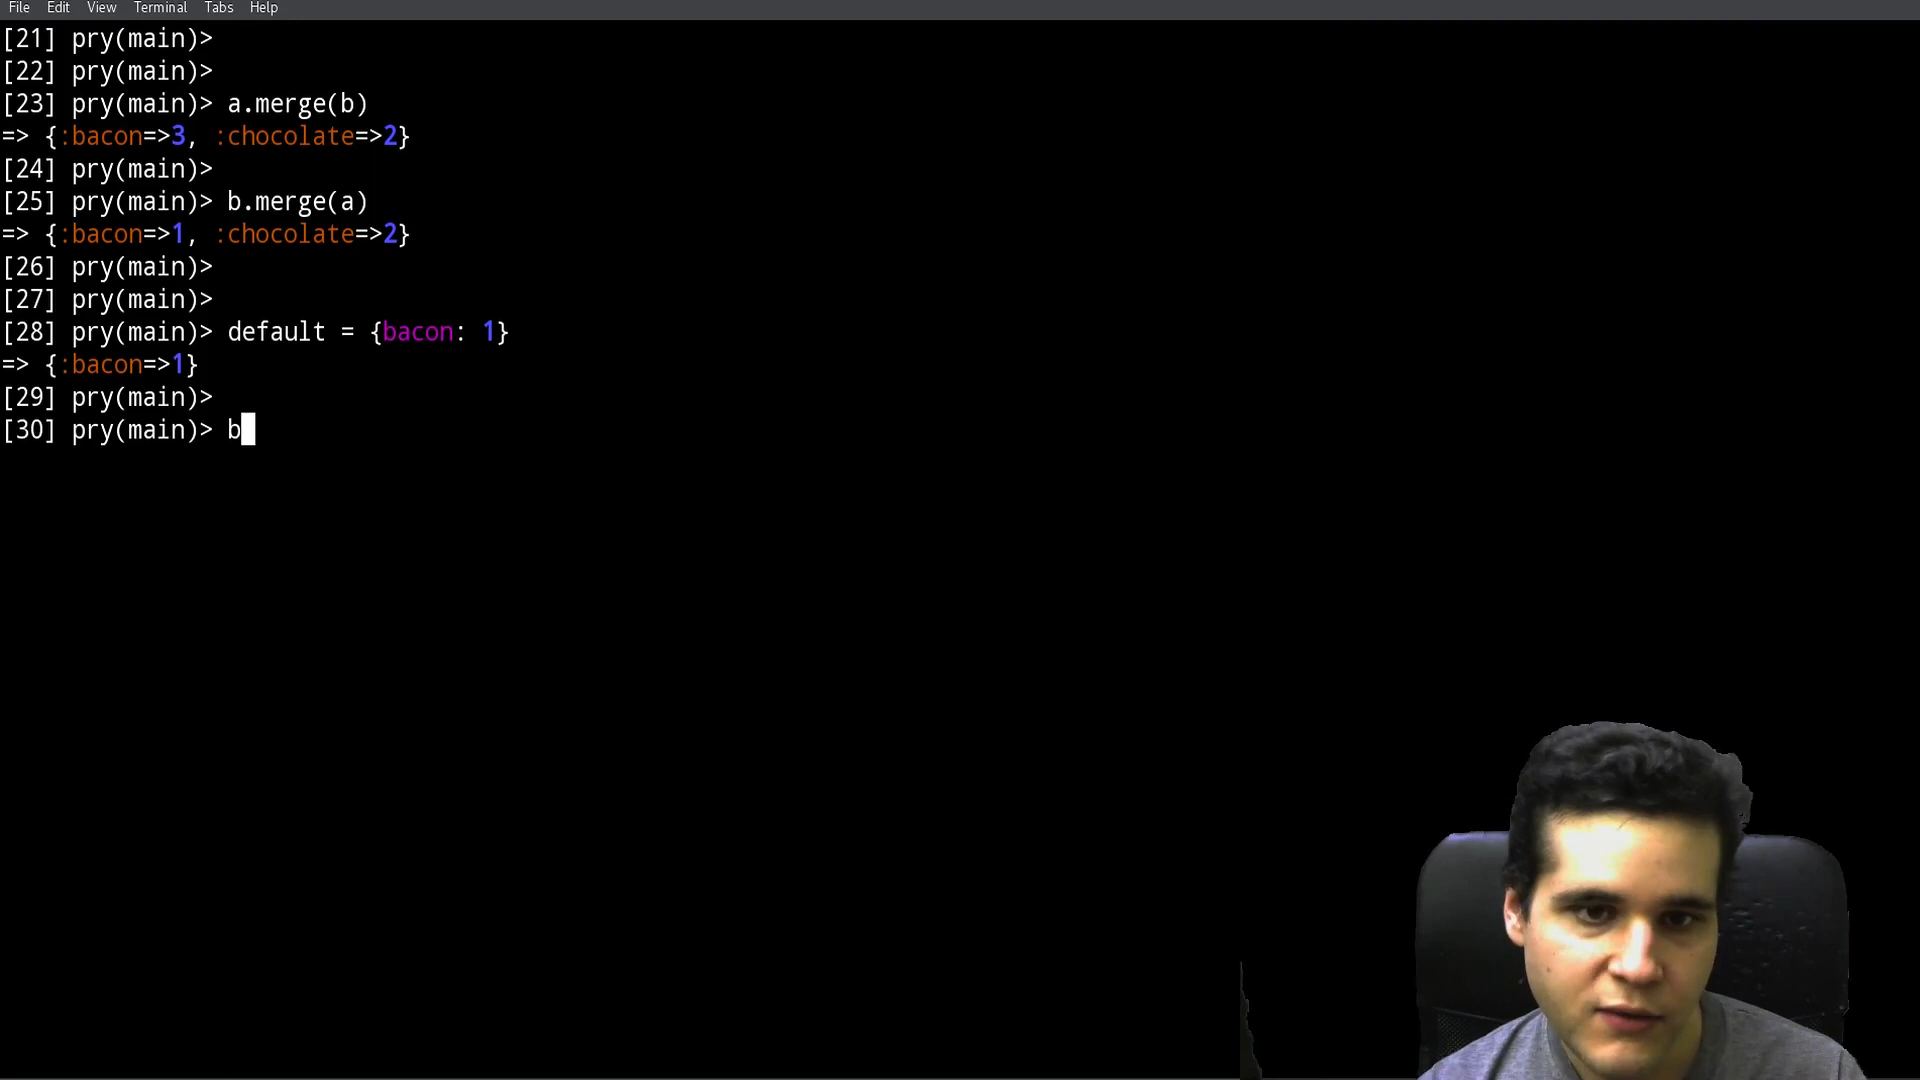 File Edit View Terminal Tabs Help
[21] pry(main)>
[22] pry(main)>
[23] pry(main)> a.merge(b)
=> {:bacon=>3, :chocolate=>2}
[24] pry(main)>
[25] pry(main)> b.merge(a)
=> {:bacon=>1, :chocolate=>2}
[26] pry(main)>
[27] pry(main)>
[28] pry(main)> default = {bacon: 1}
=> {:bacon=>1}
[29] pry(main)>
[30] pry(main)> b